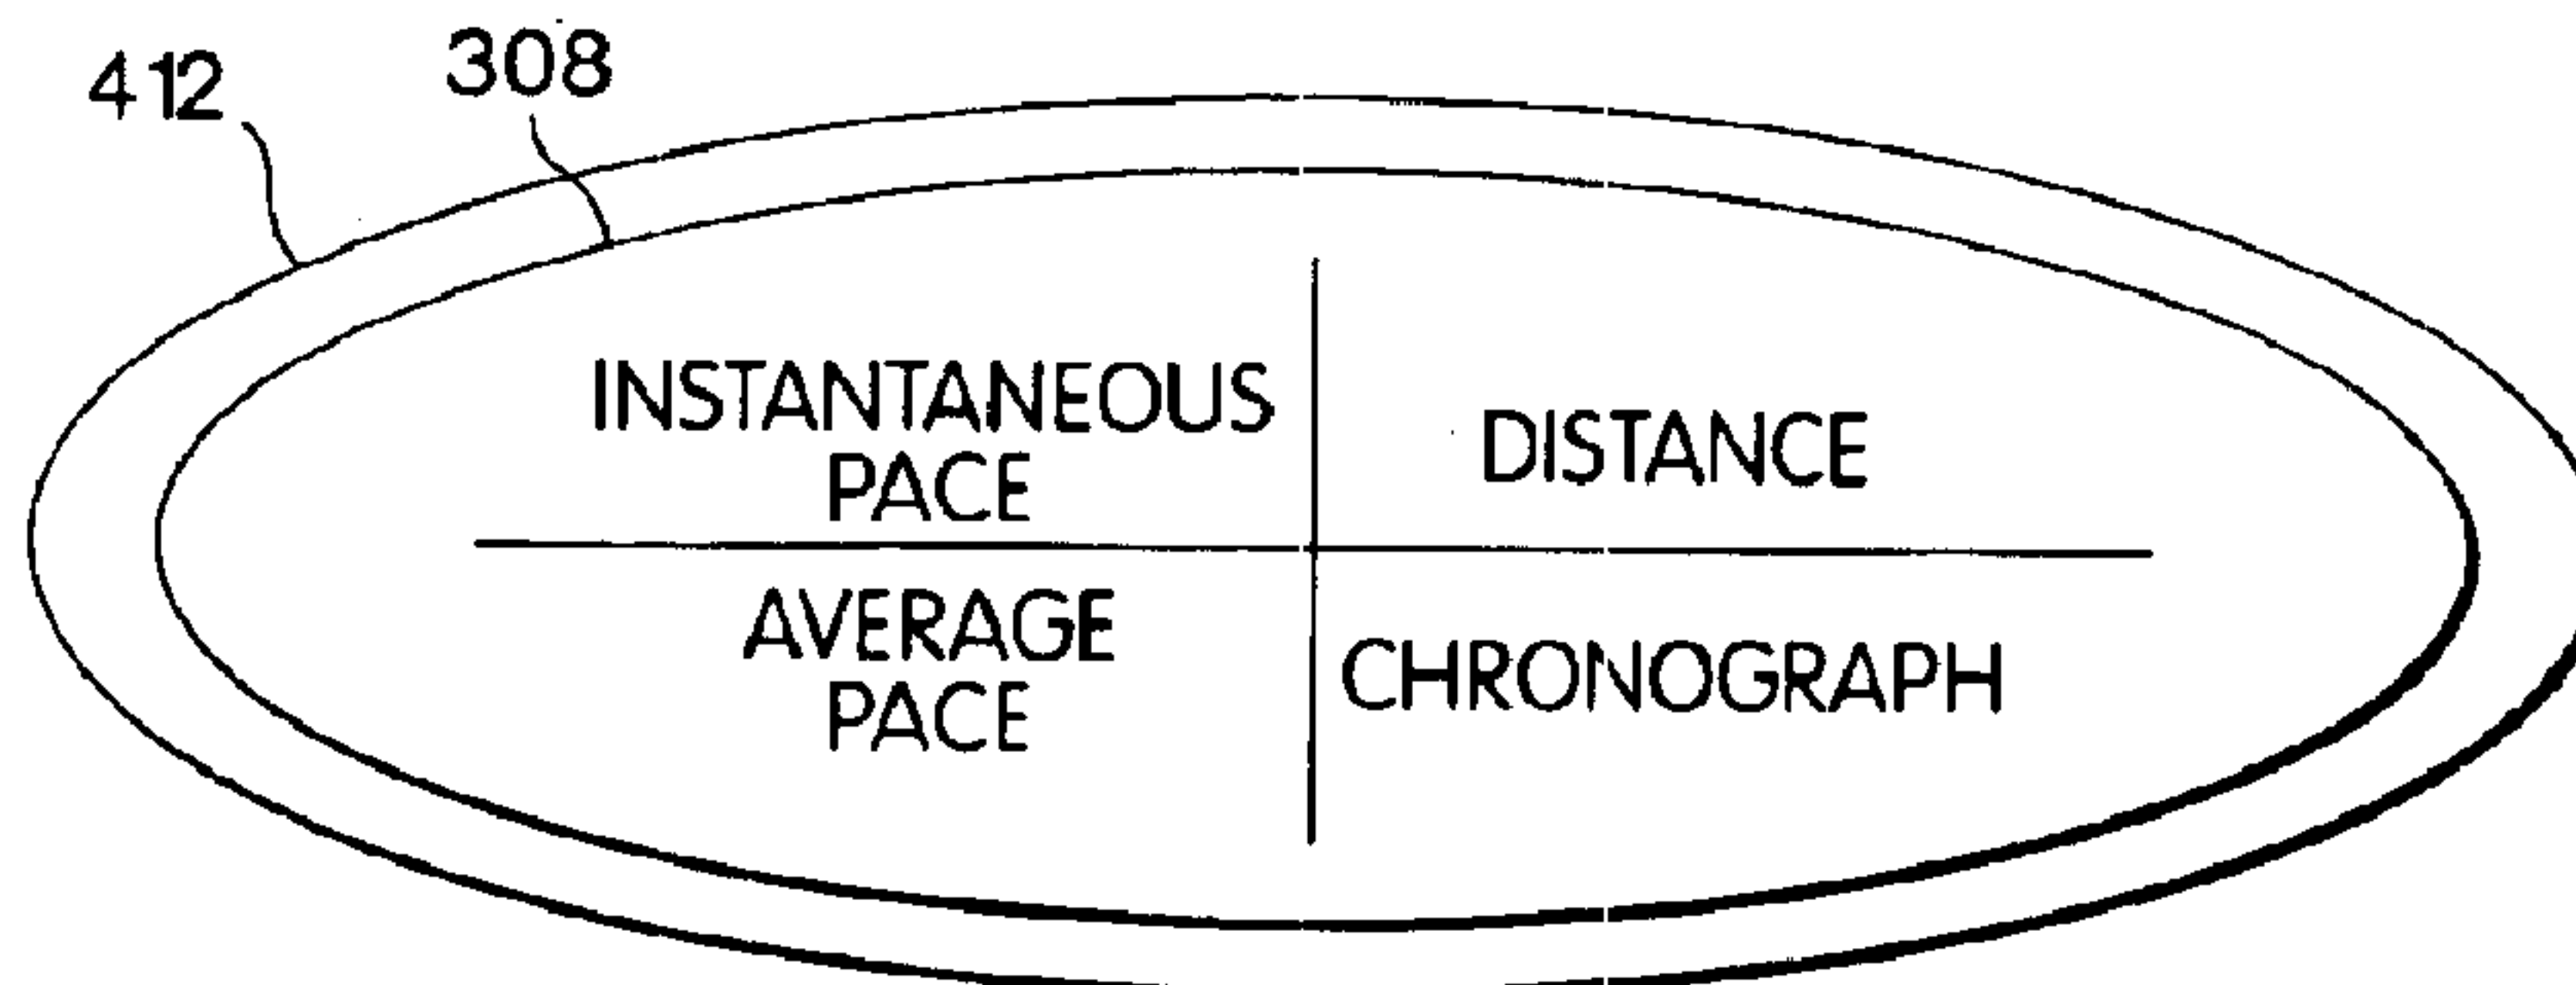 412
308
INSTANTANEOUS
PACE
DISTANCE
AVERAGE
PACE
CHRONOGRAPH